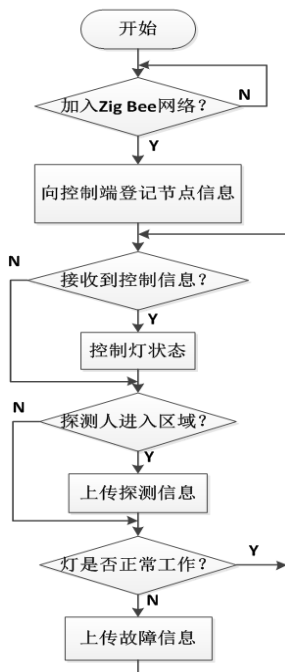 开始
加入Zig Bee网络？
N
Y
向控制端登记节点信息
N
接收到控制信息？
Y
控制灯状态
N
探测人进入区域？
Y
上传探测信息
灯是否正常工作？
Y
N
上传故障信息